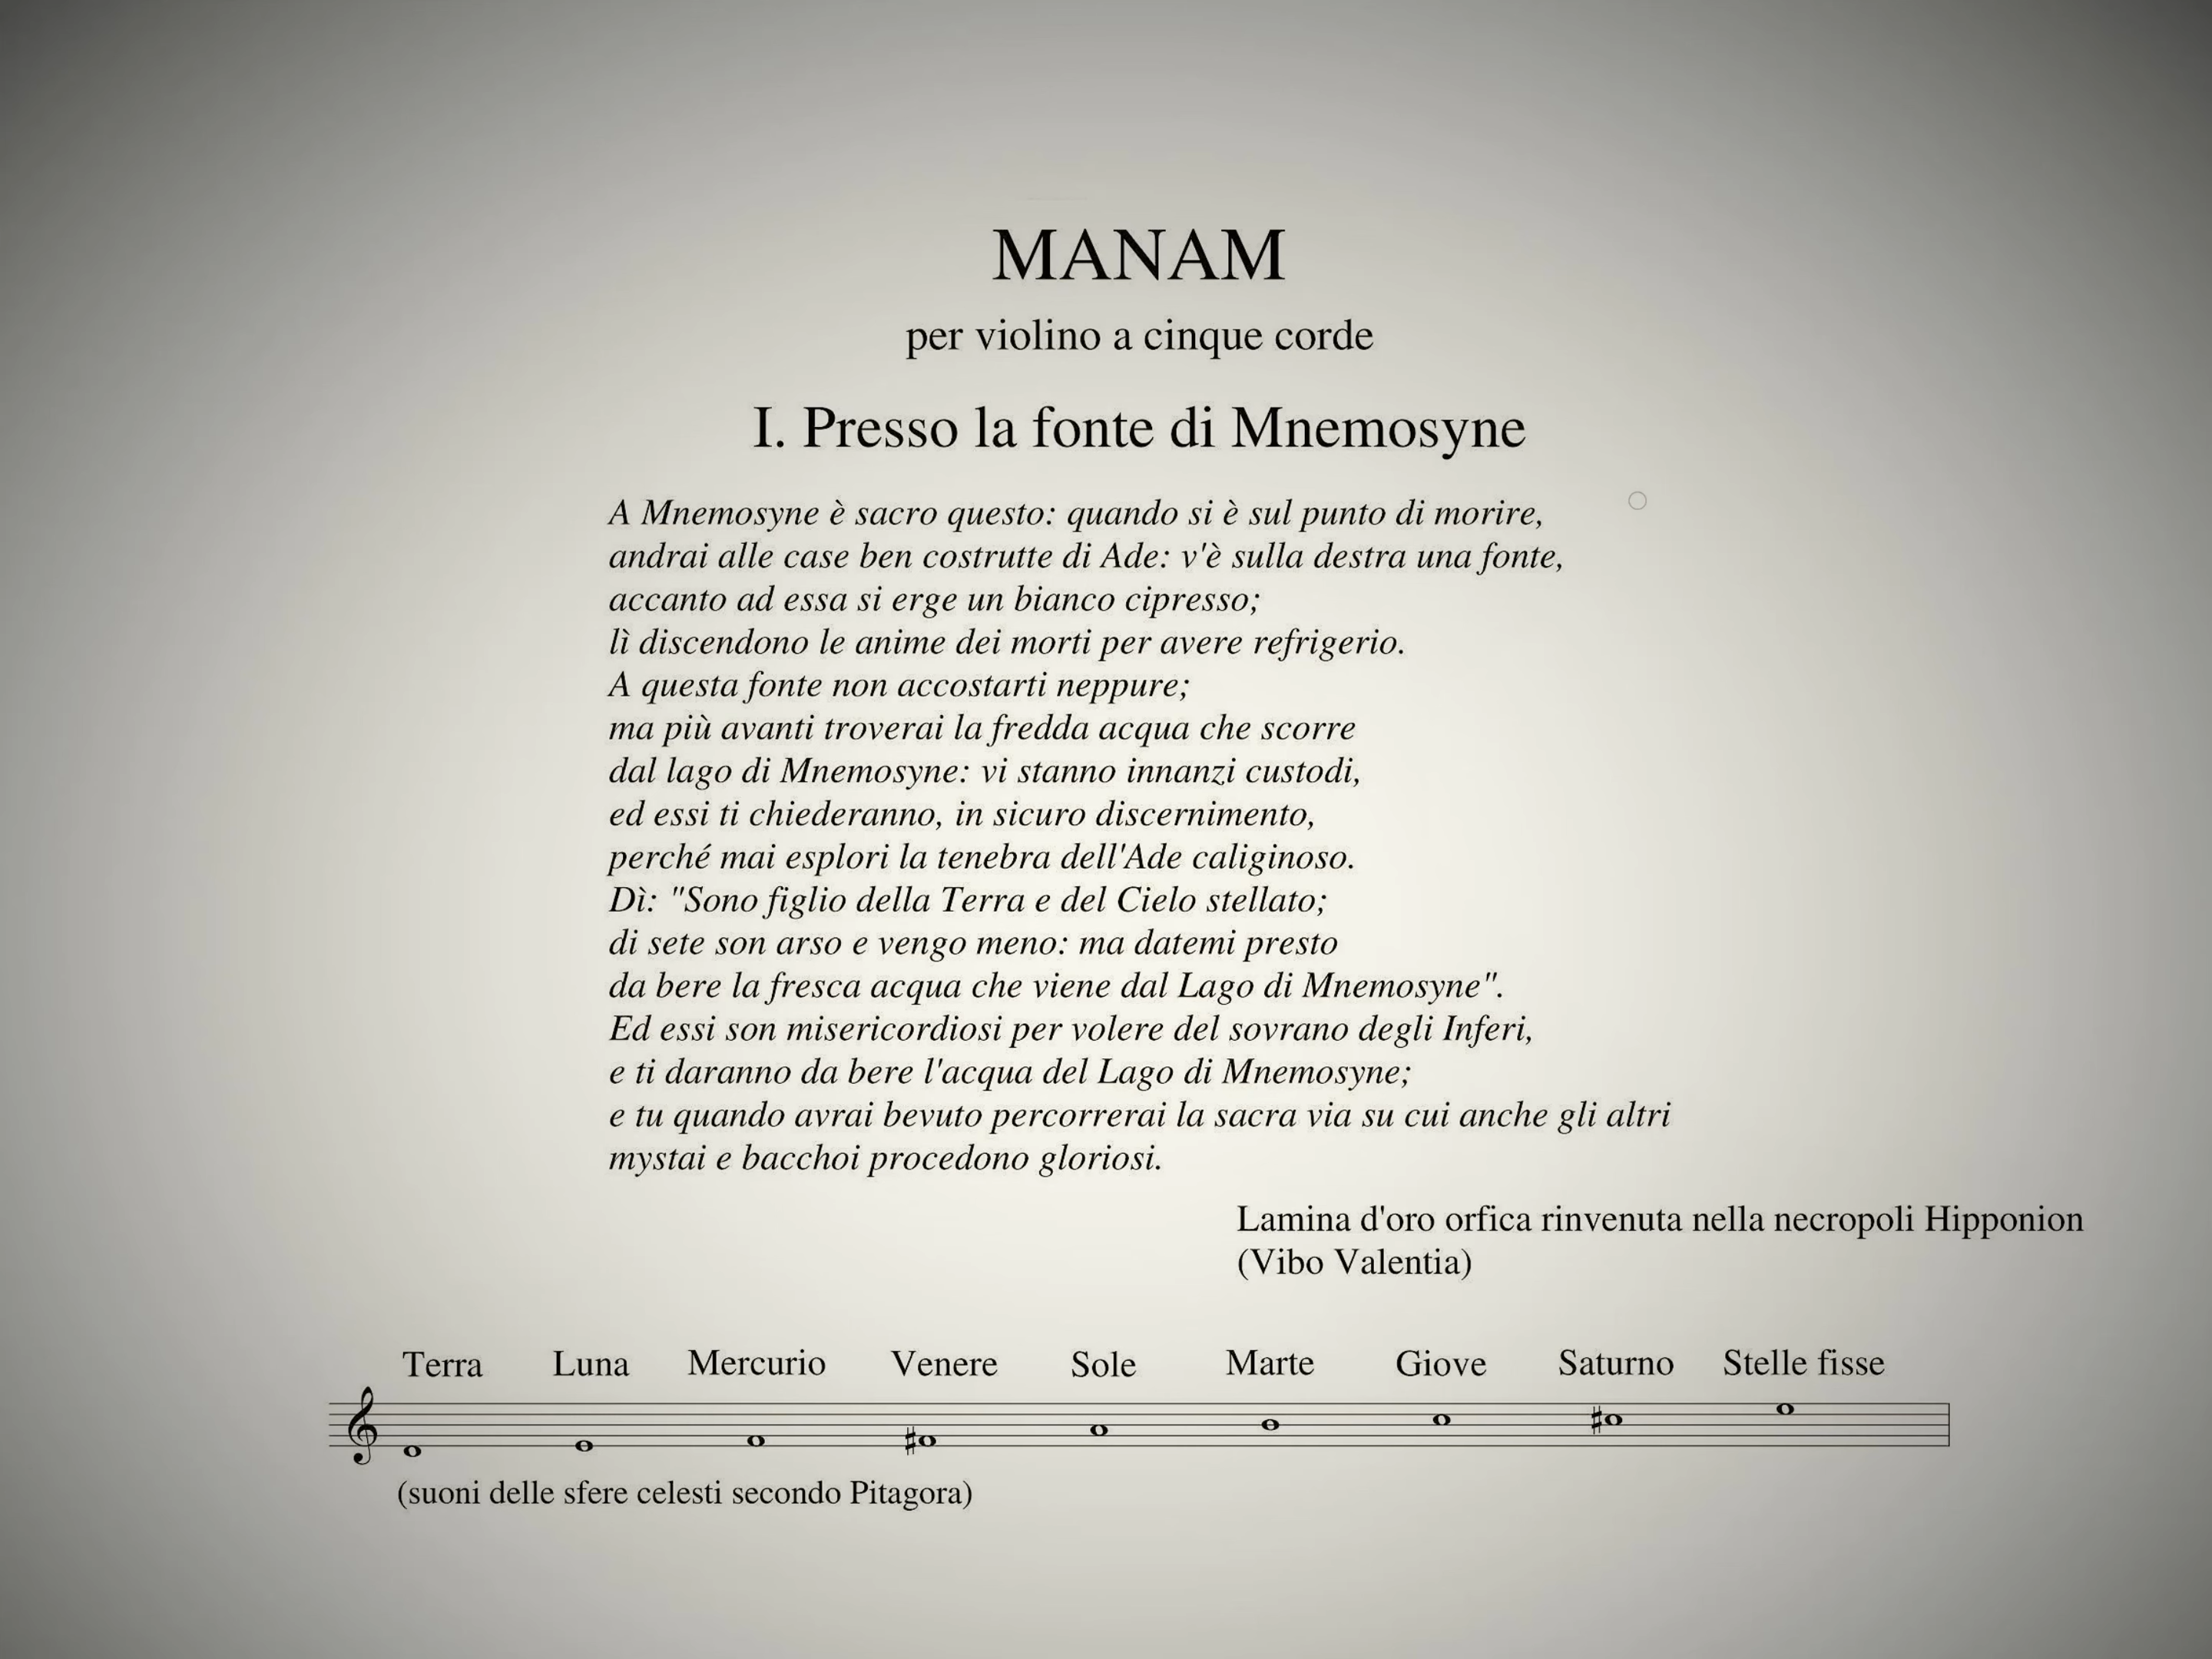 MANAM
per violino a cinque corde
I. Presso la fonte di Mnemosyne
A Mnemosyne è sacro questo: quando si è sul punto di morire,
andrai alle case ben costrutte di Ade: v'è sulla destra una fonte,
accanto ad essa si erge un bianco cipresso;
lì discendono le anime dei morti per avere refrigerio.
A questa fonte non accostarti neppure;
ma più avanti troverai la fredda acqua che scorre
dal lago di Mnemosyne: vi stanno innanzi custodi,
ed essi ti chiederanno, in sicuro discernimento,
perché mai esplori la tenebra dell'Ade caliginoso.
Dì: "Sono figlio della Terra e del Cielo stellato;
di sete son arso e vengo meno: ma datemi presto
da bere la fresca acqua che viene dal Lago di Mnemosyne".
Ed essi son misericordiosi per volere del sovrano degli Inferi,
e ti daranno da bere l'acqua del Lago di Mnemosyne;
e tu quando avrai bevuto percorrerai la sacra via su cui anche gli altri
mystai e bacchoi procedono gloriosi.
Lamina d'oro orfica rinvenuta nella necropoli Hipponion
(Vibo Valentia)
Terra Luna Mercurio Venere Sole Marte Giove Saturno Stelle fisse
(suoni delle sfere celesti secondo Pitagora)